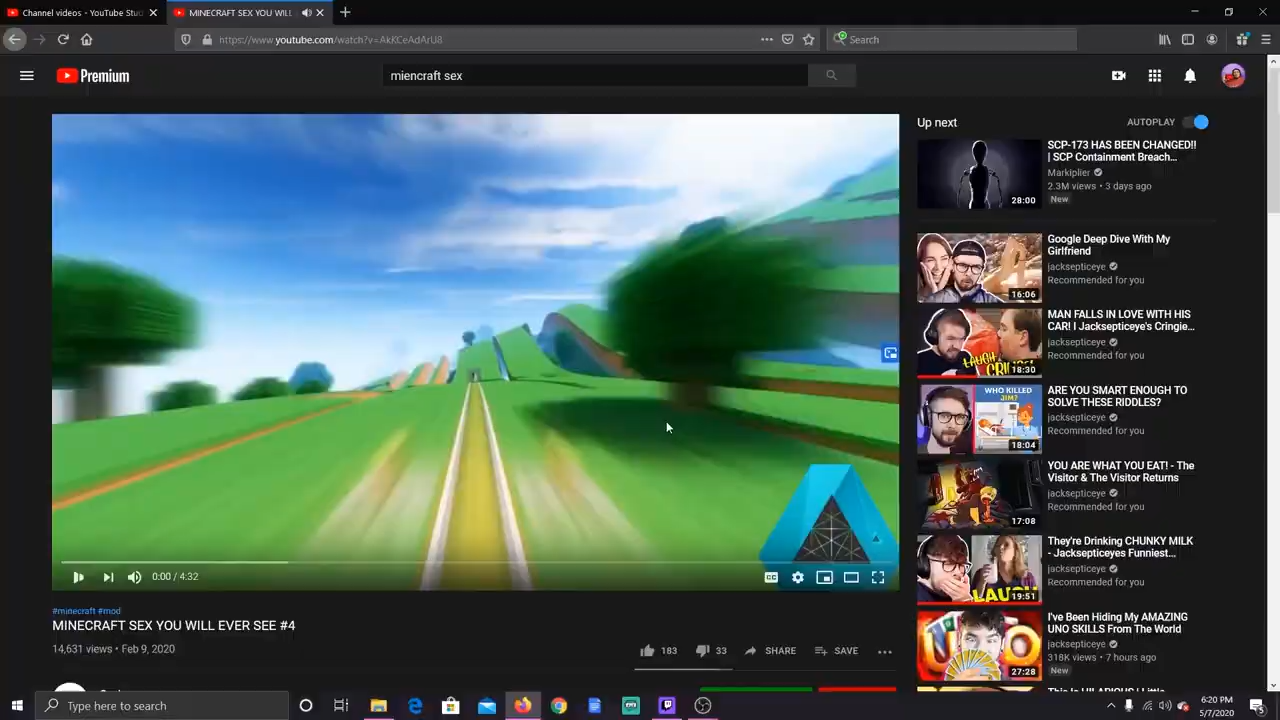 Channel videos - YouTube Stud
MINECRAFT SEX YOU WILL
https://www.youtube.com/watch?v=AkKCeAdArU8
Search
Premium
miencraft sex
Up next
AUTOPLAY
SCP-173 HAS BEEN CHANGED!!
| SCP Containment Breach...
Markiplier
2.3M views • 3 days ago
New
28:00
Google Deep Dive With My
Girlfriend
jacksepticeye
Recommended for you
16:06
MAN FALLS IN LOVE WITH HIS
CAR! | Jacksepticeye's Cringie...
jacksepticeye
Recommended for you
LAUGH
18:30
ARE YOU SMART ENOUGH TO
SOLVE THESE RIDDLES?
jacksepticeye
Recommended for you
WHO KILLED
JIM?
18:04
YOU ARE WHAT YOU EAT! - The
Visitor & The Visitor Returns
jacksepticeye
Recommended for you
17:08
They're Drinking CHUNKY MILK
- Jacksepticeyes Funniest...
jacksepticeye
Recommended for you
LAUGH
19:51
I've Been Hiding My AMAZING
UNO SKILLS From The World
jacksepticeye
318K views • 7 hours ago
New
UNO
27:28
0:00 / 4:32
#minecraft #mod
MINECRAFT SEX YOU WILL EVER SEE #4
14,631 views • Feb 9, 2020
183
33
SHARE
SAVE
Type here to search
6:20 PM
5/7/2020